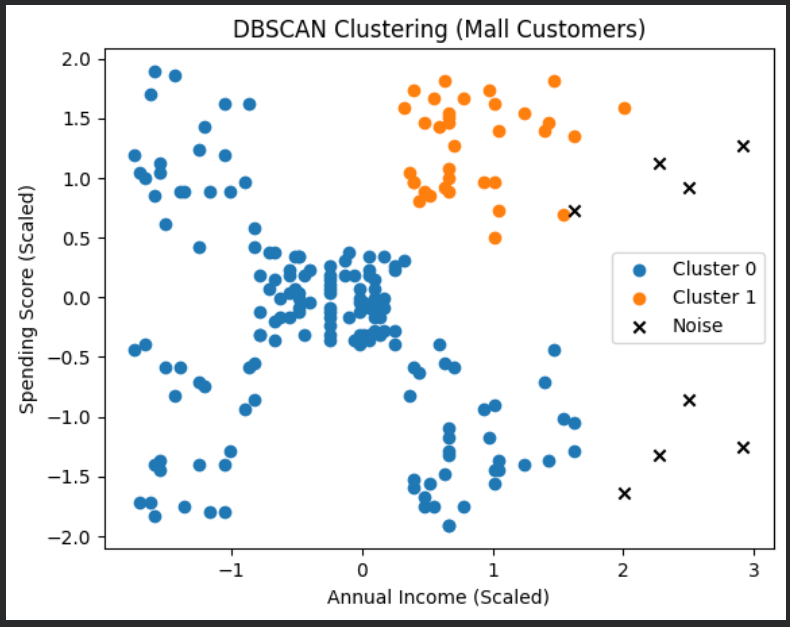 DBSCAN Clustering (Mall Customers)
2.0
1.5
1.0
0.5
0.0
−0.5
−1.0
−1.5
−2.0
Spending Score (Scaled)
Cluster 0
Cluster 1
Noise
−1
0
1
2
3
Annual Income (Scaled)